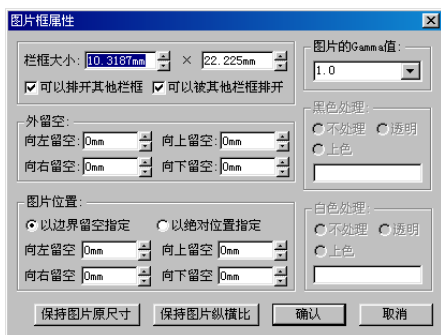 图片框属性
栏框大小: 10.3187mm × 22.225mm
可以排开其他栏框 可以被其他栏框排开
图片的Gamma值:
1.0
外留空:
向左留空: 0mm 向上留空: 0mm
向右留空: 0mm 向下留空: 0mm
黑色处理:
不处理 透明
上色
图片位置:
以边界留空指定 以绝对位置指定
向左留空 0mm 向上留空 0mm
向右留空 0mm 向下留空 0mm
白色处理:
不处理 透明
上色
保持图片原尺寸 保持图片纵横比 确认 取消